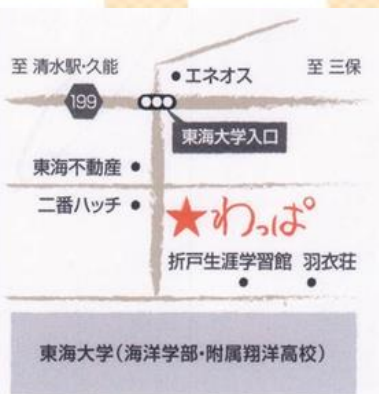 至 清水駅・久能
エネオス
至 三保
199
東海大学入口
東海不動産
二番ハッチ
★わっぱ
折戸生涯学習館 羽衣荘
東海大学(海洋学部・附属翔洋高校)